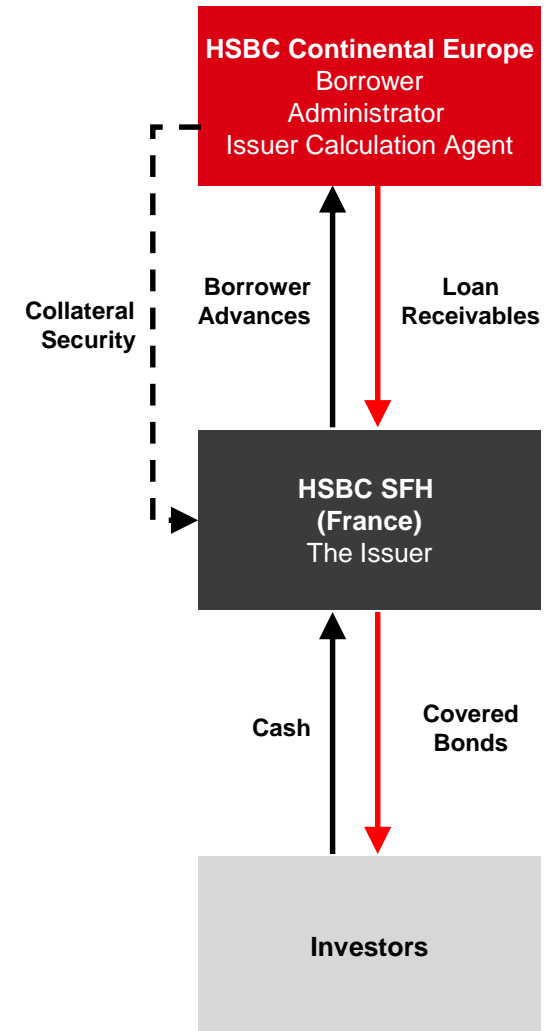 HSBC Continental Europe
Borrower
Administrator
Issuer Calculation Agent
Collateral
Security
Borrower
Advances
Loan
Receivables
HSBC SFH
(France)
The Issuer
Cash
Covered
Bonds
Investors